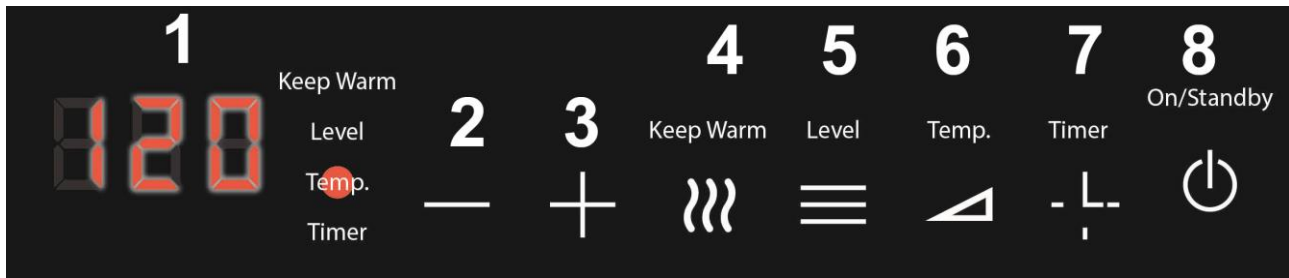 1
120
Keep Warm
Level
Temp.
Timer
2
3
4
Keep Warm
5
Level
6
Temp.
7
Timer
8
On/Standby